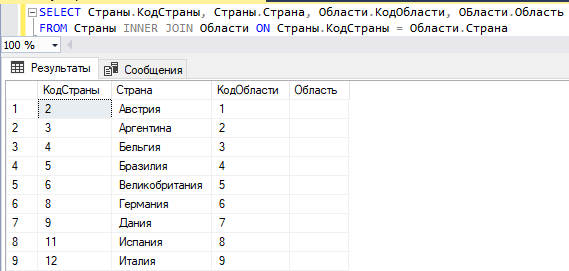 SELECT Страны.КодСтраны, Страны.Страна, Области.КодОбласти, ОБласти.Область
FROM Страны INNER JOIN Области ON Страны.КодСтраны = Области.Страна
100 %
Результаты Сообщения
КодСтраны Страна КодОбласти Область
1 2 Австрия 1
2 3 Аргентина 2
3 4 Бельгия 3
4 5 Бразилия 4
5 6 Великобритания 5
6 8 Германия 6
7 9 Дания 7
8 11 Испания 8
9 12 Италия 9